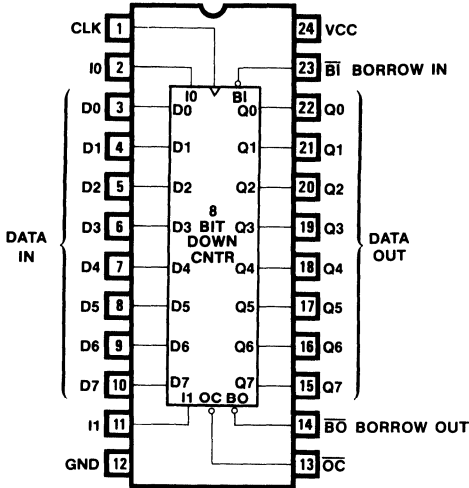 CLK 1 24 VCC
I0 2 23 B̅I̅ BORROW IN
I0 BI
D0 3 D0 Q0 22 Q0
D1 4 D1 Q1 21 Q1
D2 5 D2 Q2 20 Q2
8
BIT
DOWN
CNTR
D3 6 D3 Q3 19 Q3
DATA
IN
DATA
OUT
D4 7 D4 Q4 18 Q4
D5 8 D5 Q5 17 Q5
D6 9 D6 Q6 16 Q6
D7 10 D7 Q7 15 Q7
I1 OC BO
I1 11 14 B̅O̅ BORROW OUT
GND 12 13 O̅C̅